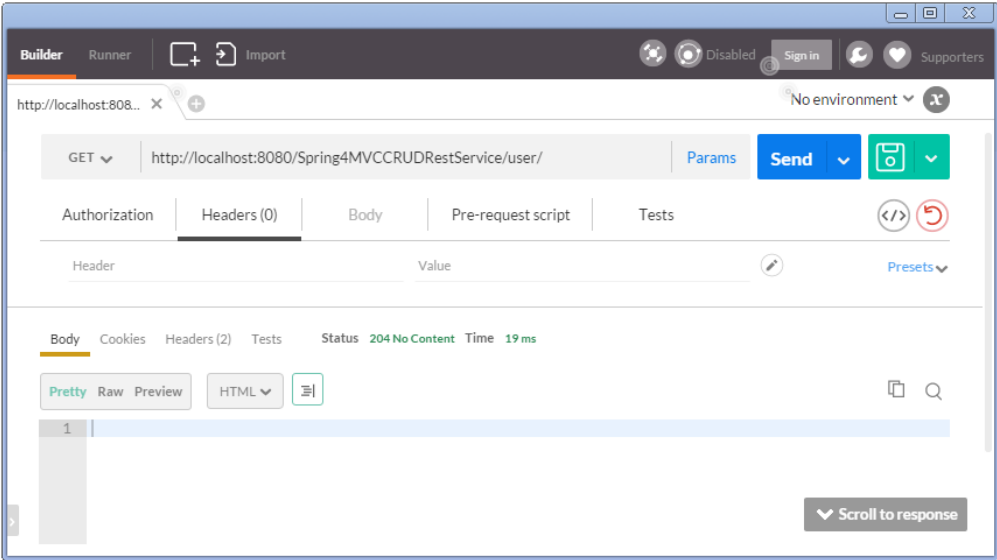 Builder Runner Import Disabled Sign in Supporters
http://localhost:808... No environment x
GET http://localhost:8080/Spring4MVCCRUDRestService/user/ Params Send
Authorization Headers (0) Body Pre-request script Tests </>
Header Value Presets
Body Cookies Headers (2) Tests Status 204 No Content Time 19 ms
Pretty Raw Preview HTML
1
Scroll to response